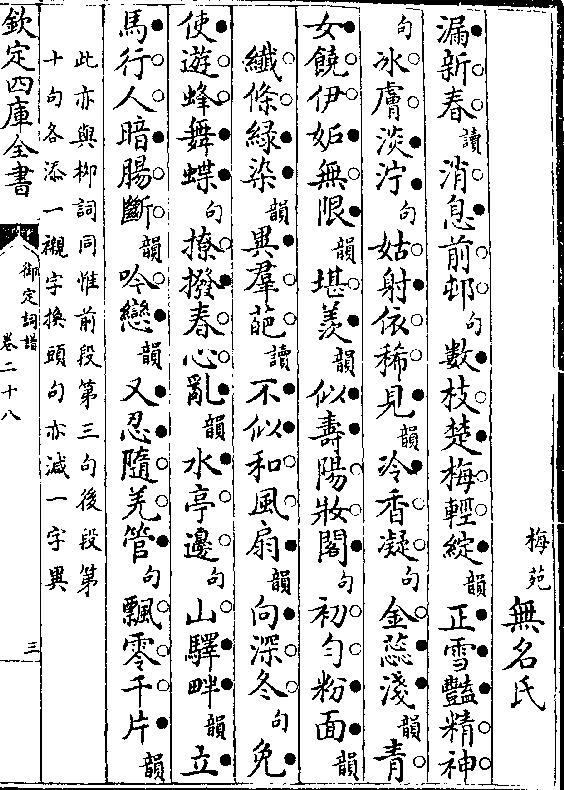 梅苑 無名氏
漏新春讀消息前邨句數枝楚梅輕綻韻正雪豔精神
句冰膚淡泞句姑射依稀見韻冷香凝句金蕊淺韻青
女饒伊妬無限韻堪羨韻似壽陽妝閣句初勻粉面韻
纖條綠染韻異羣葩讀不似和風扇韻向深冬句免
使遊蜂舞蝶句撩撥春心亂韻水亭邊句山驛畔韻立
馬行人暗腸斷韻吟戀韻又忍隨羌管句飄零千片韻
此亦與柳詞同惟前段第三句後段第
十句各添一襯字換頭句亦減一字異
欽定四庫全書
御定詞譜
卷二十八
三